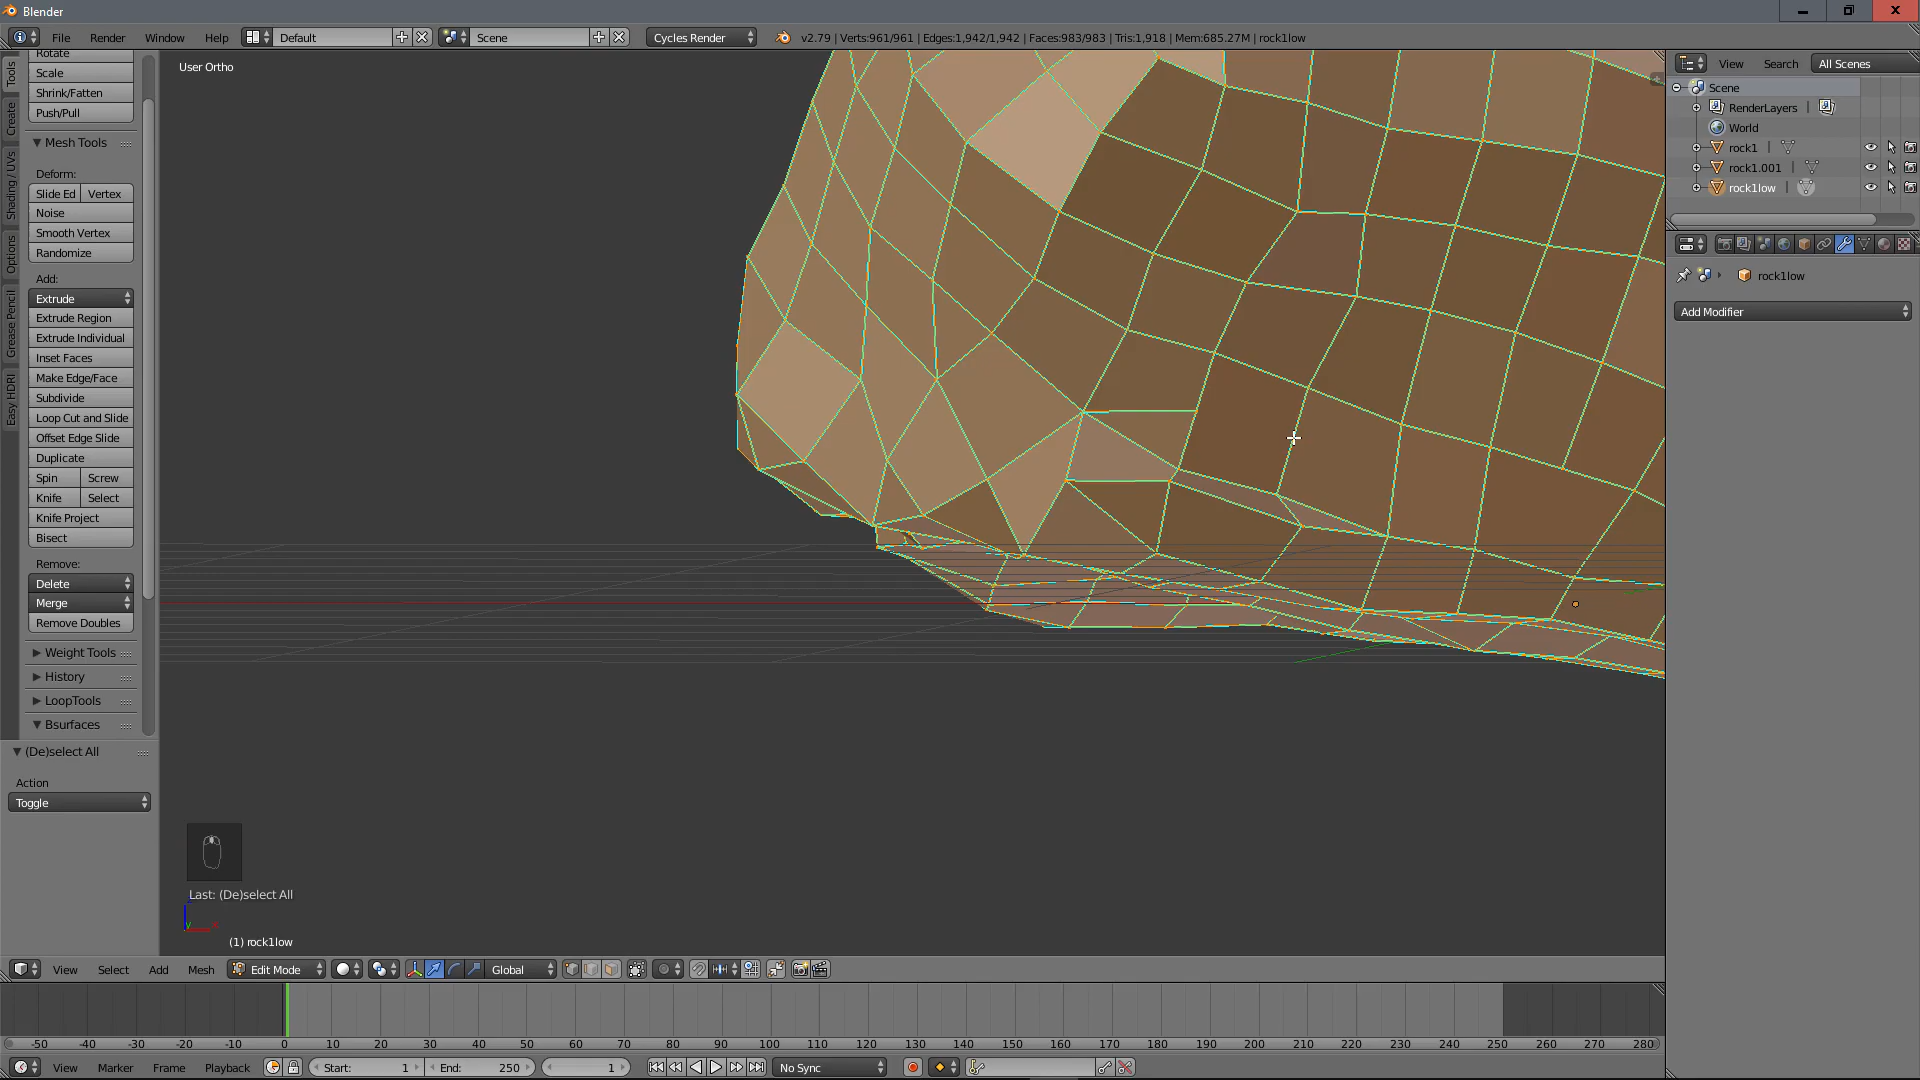 Blender
File Render Window Help Default Scene Cycles Render v2.79 | Verts:961/961 | Edges:1,942/1,942 | Faces:983/983 | Tris:1,918 | Mem:685.27M | rock1low
Tools
Create
Shading / UVs
Options
Grease Pencil
Easy HDRI
Rotate
Scale
Shrink/Fatten
Push/Pull
Mesh Tools
Deform:
Slide Ed Vertex
Noise
Smooth Vertex
Randomize
Add:
Extrude
Extrude Region
Extrude Individual
Inset Faces
Make Edge/Face
Subdivide
Loop Cut and Slide
Offset Edge Slide
Duplicate
Spin Screw
Knife Select
Knife Project
Bisect
Remove:
Delete
Merge
Remove Doubles
Weight Tools
History
LoopTools
Bsurfaces
(De)select All
Action
Toggle
User Ortho
Last: (De)select All
(1) rock1low
View Search All Scenes
Scene
RenderLayers
World
rock1
rock1.001
rock1low
rock1low
Add Modifier
View Select Add Mesh Edit Mode Global
-50 -40 -30 -20 -10 0 10 20 30 40 50 60 70 80 90 100 110 120 130 140 150 160 170 180 190 200 210 220 230 240 250 260 270 280
View Marker Frame Playback Start: 1 End: 250 1 No Sync